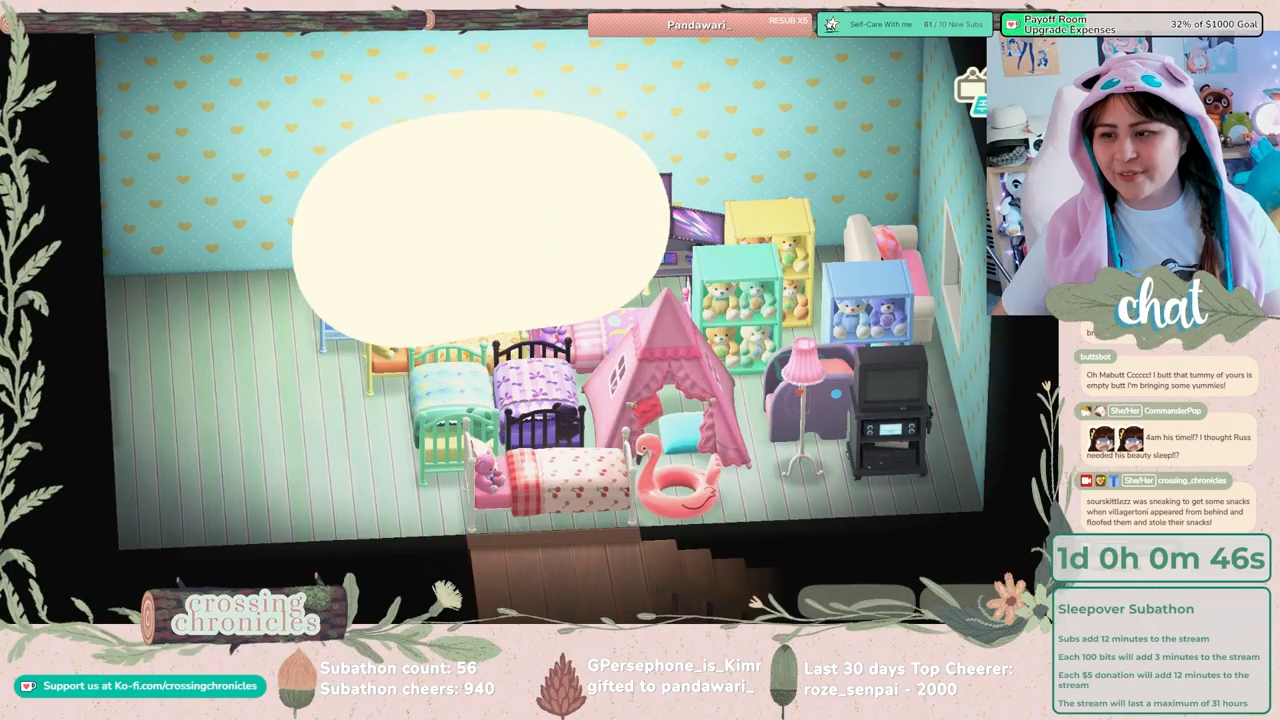 Pandawari_
RESUB X5
Self-Care With me 61 / 10 New Subs
Payoff Room
Upgrade Expenses
32% of $1000 Goal
chat
buttsbot
Oh Mabutt Cccccc! I butt that tummy of yours is
empty butt I'm bringing some yummies!
She/Her CommanderPop
4am his time!!? I thought Russ
needed his beauty sleep!!?
She/Her crossing_chronicles
sourskittlezz was sneaking to get some snacks
when villagertoni appeared from behind and
floofed them and stole their snacks!
1d 0h 0m 46s
Sleepover Subathon
Subs add 12 minutes to the stream
Each 100 bits will add 3 minutes to the stream
Each $5 donation will add 12 minutes to the
stream
The stream will last a maximum of 31 hours
crossing
chronicles
Support us at Ko-fi.com/crossingchronicles
Subathon count: 56
Subathon cheers: 940
GPersephone_is_Kimr
gifted to pandawari_
Last 30 days Top Cheerer:
roze_senpai - 2000